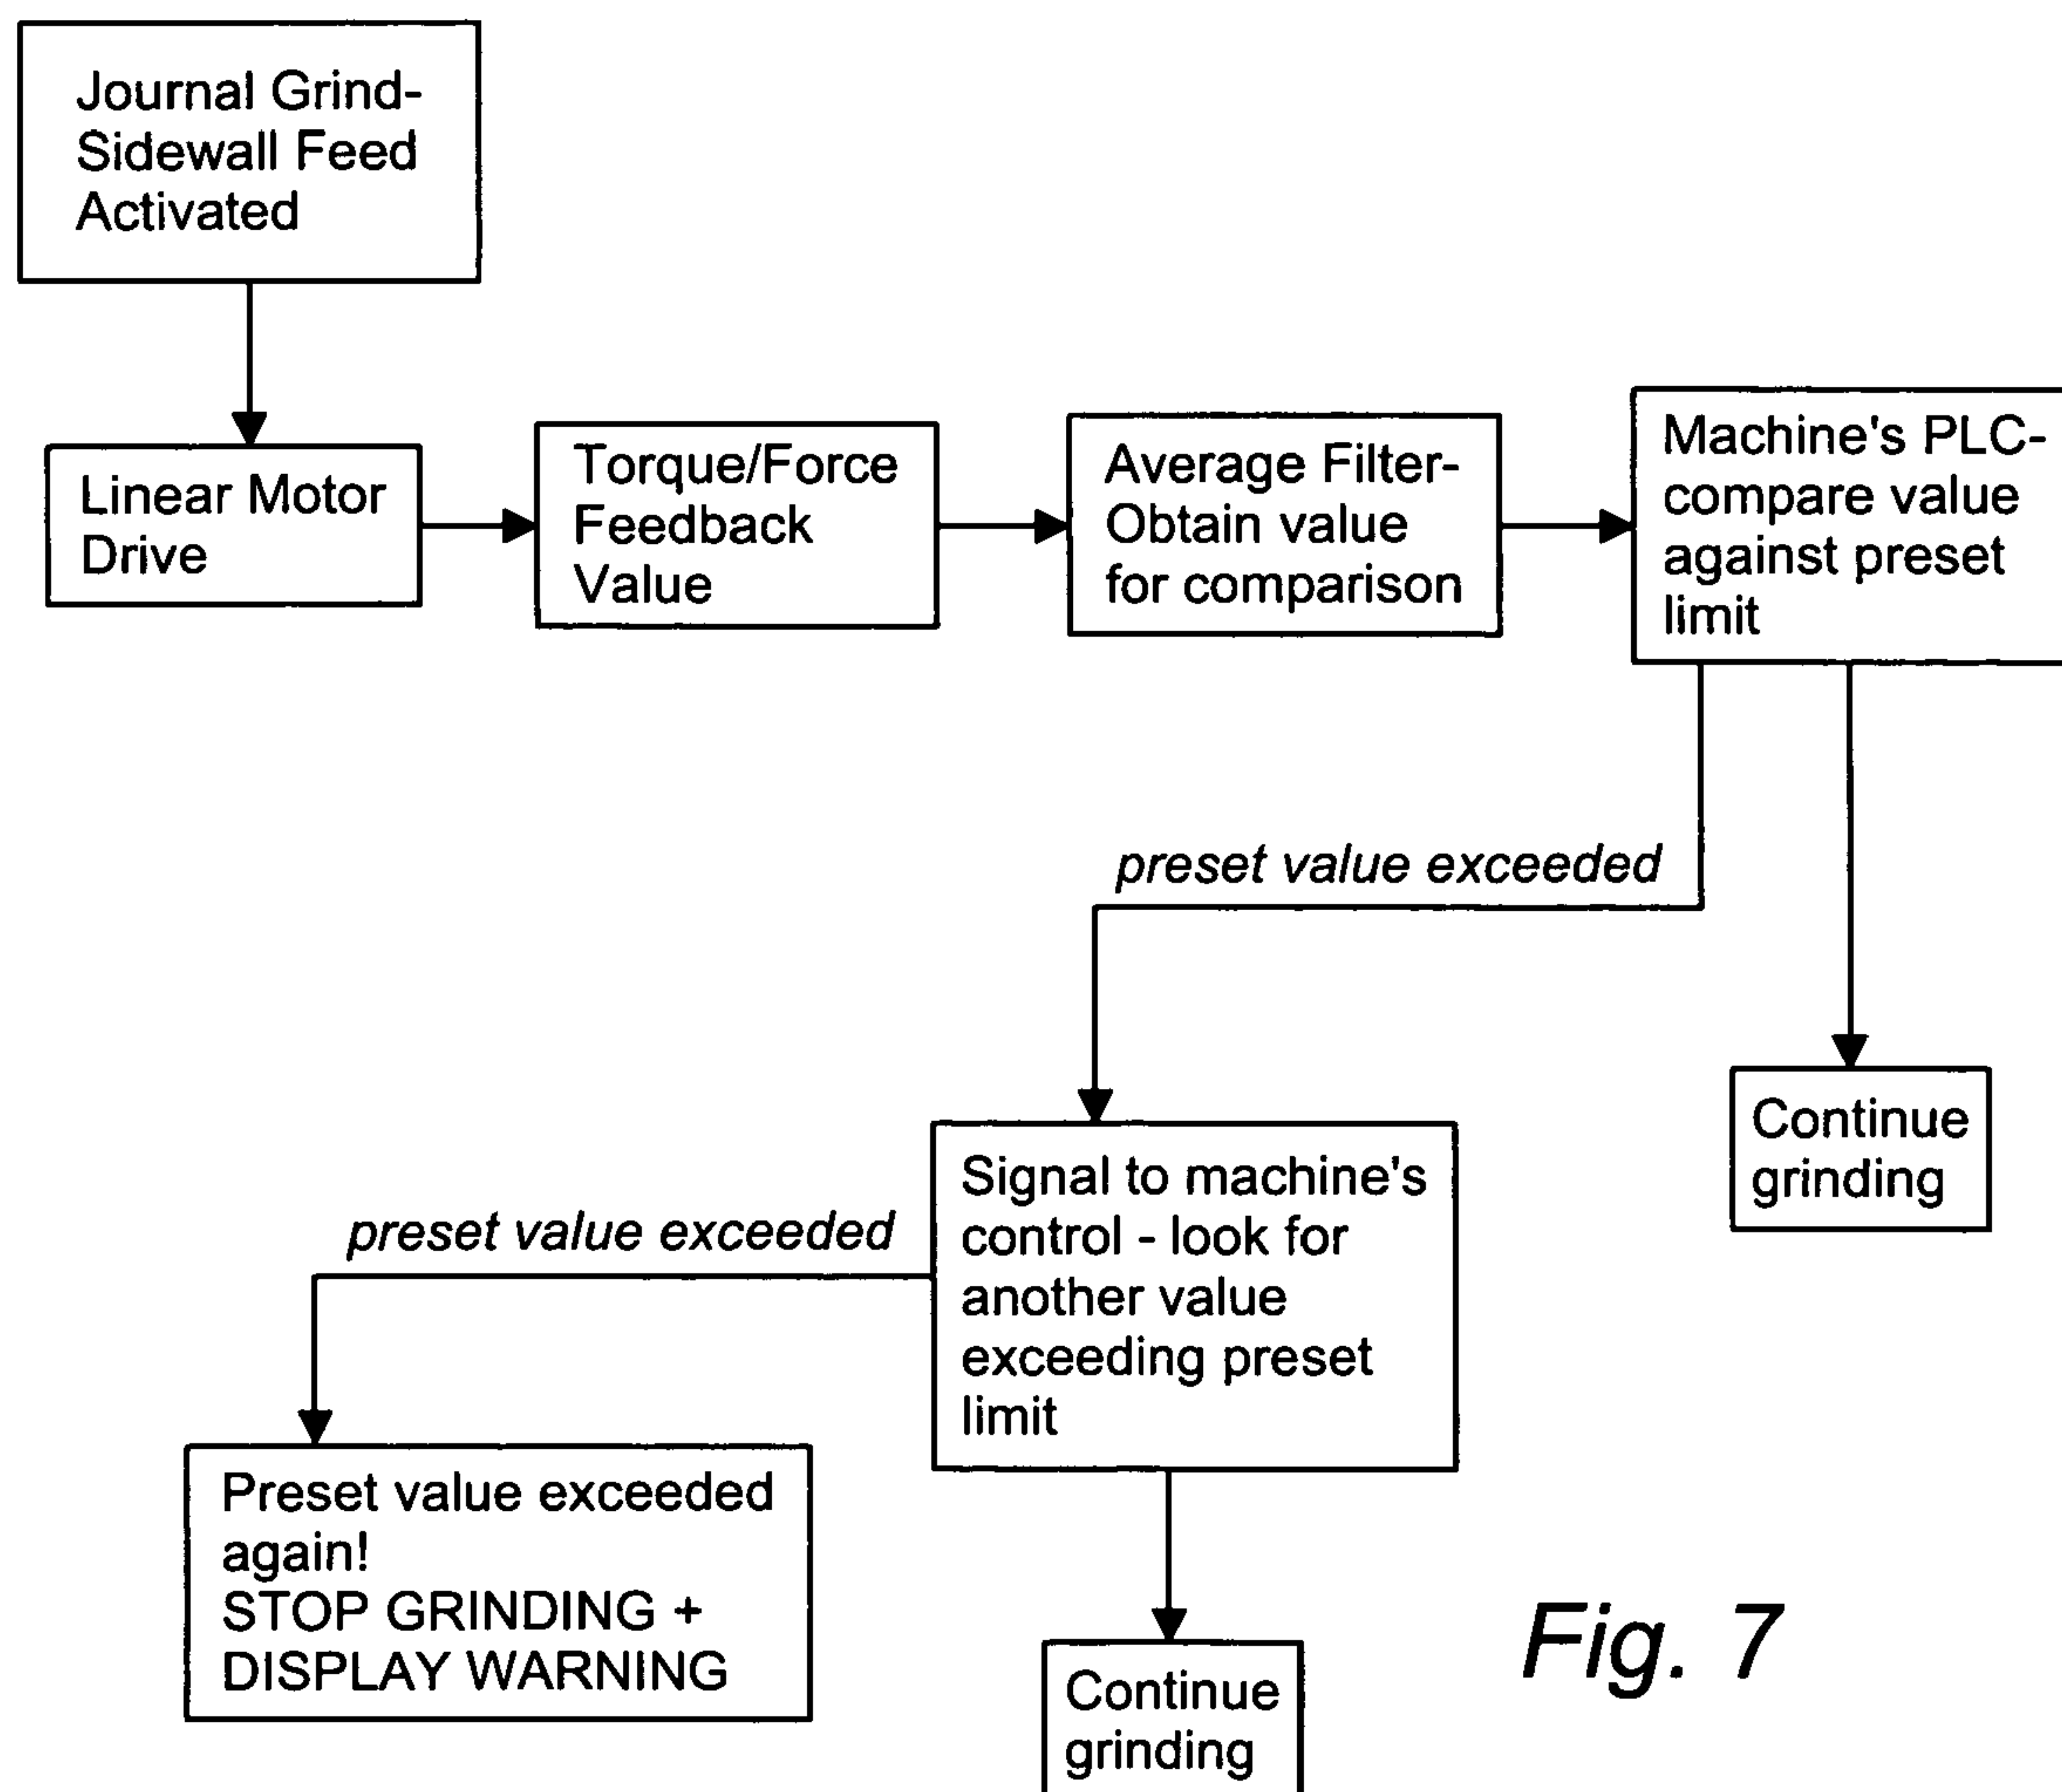 Journal Grind-
Sidewall Feed
Activated
Linear Motor
Drive
Torque/Force
Feedback
Value
Average Filter-
Obtain value
for comparison
Machine's PLC-
compare value
against preset
limit
preset value exceeded
Continue
grinding
Signal to machine's
control - look for
another value
exceeding preset
limit
preset value exceeded
Preset value exceeded
again!
STOP GRINDING +
DISPLAY WARNING
Continue
grinding
Fig. 7